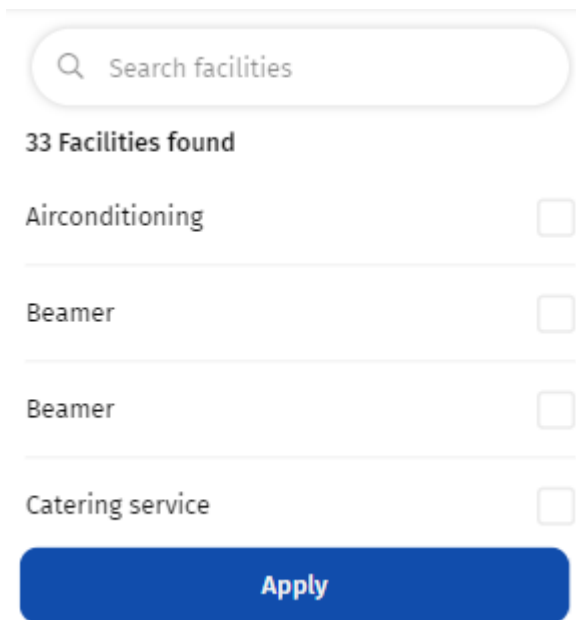 Search facilities
33 Facilities found
Airconditioning
Beamer
Beamer
Catering service
Apply